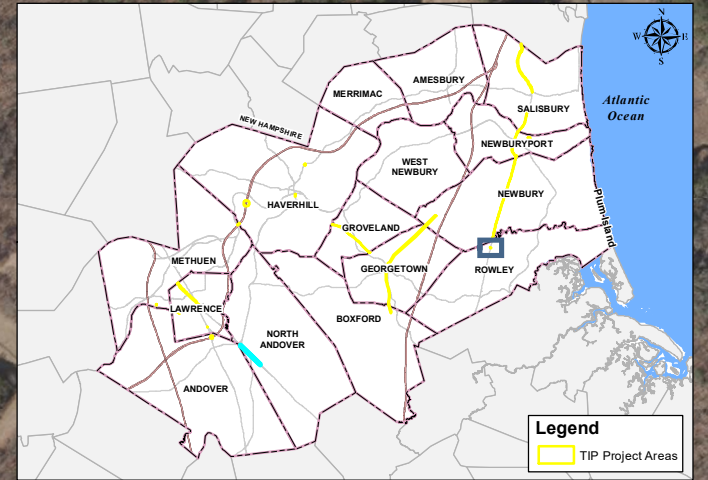 N
W E
S
AMESBURY
MERRIMAC
SALISBURY
Atlantic
Ocean
NEW HAMPSHIRE
NEWBURYPORT
WEST
NEWBURY
NEWBURY
HAVERHILL
Plum-Island
GROVELAND
METHUEN
GEORGETOWN
ROWLEY
LAWRENCE
BOXFORD
NORTH
ANDOVER
ANDOVER
Legend
TIP Project Areas